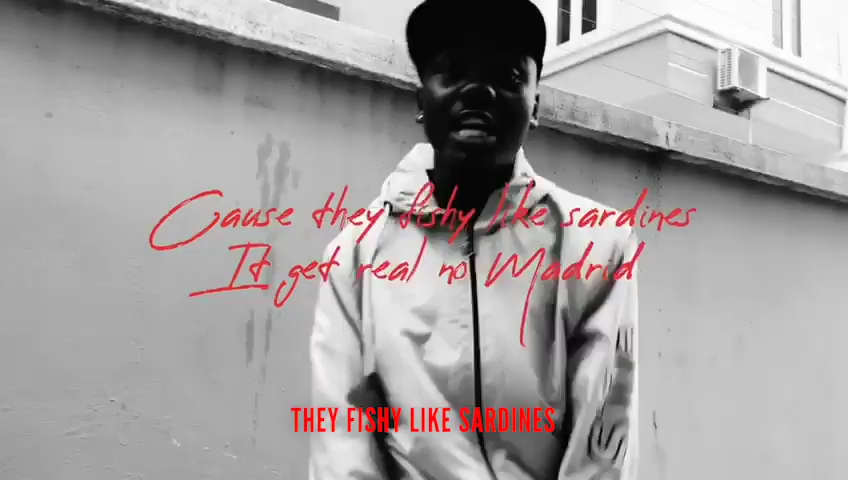 Cause they fishy like sardines
It get real no Madrid
THEY FISHY LIKE SARDINES